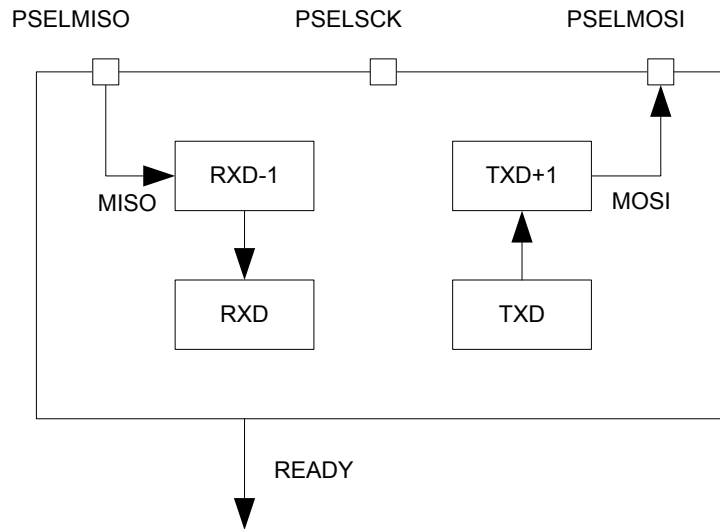 PSELMISO
PSELSCK
PSELMOSI
RXD-1
TXD+1
MISO
MOSI
RXD
TXD
READY